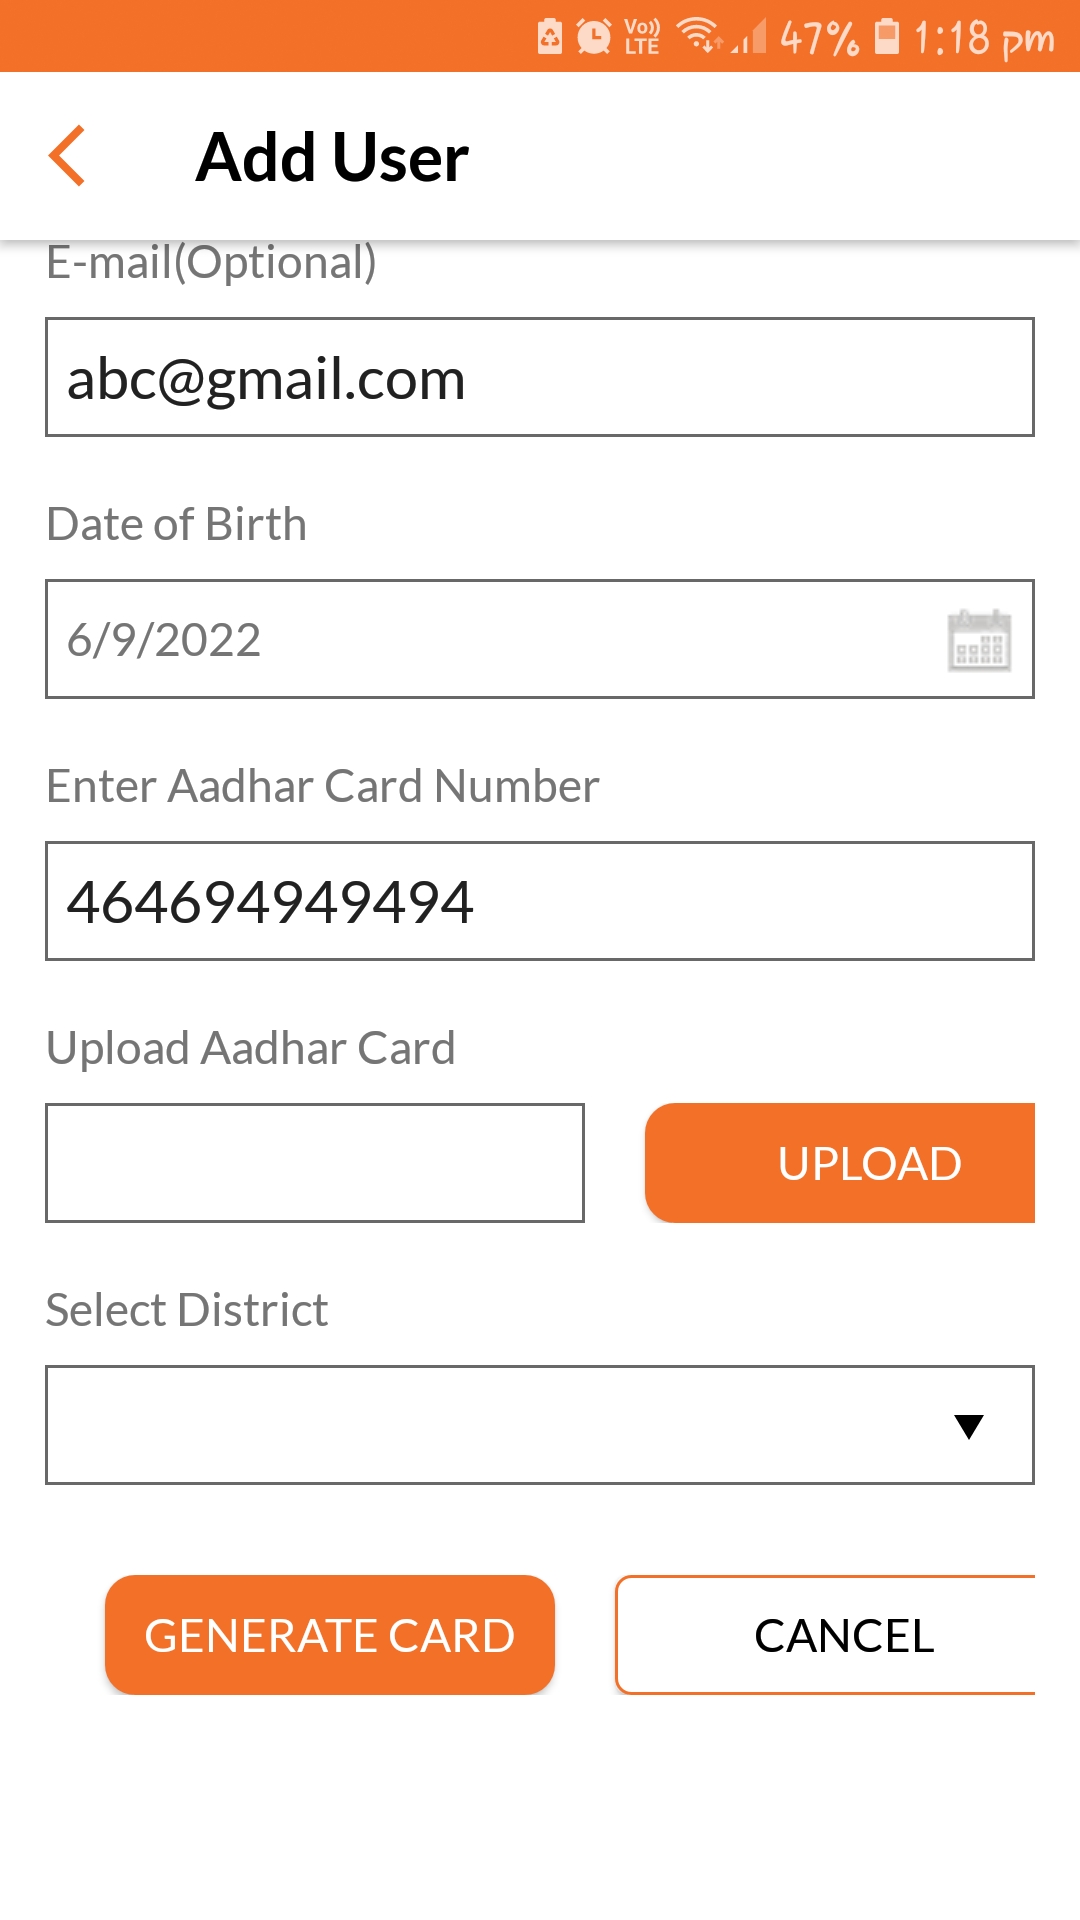 Vo)) LTE 47% 1:18 pm
Add User
E-mail(Optional)
abc@gmail.com
Date of Birth
6/9/2022
Enter Aadhar Card Number
464694949494
Upload Aadhar Card
UPLOAD
Select District
GENERATE CARD CANCEL